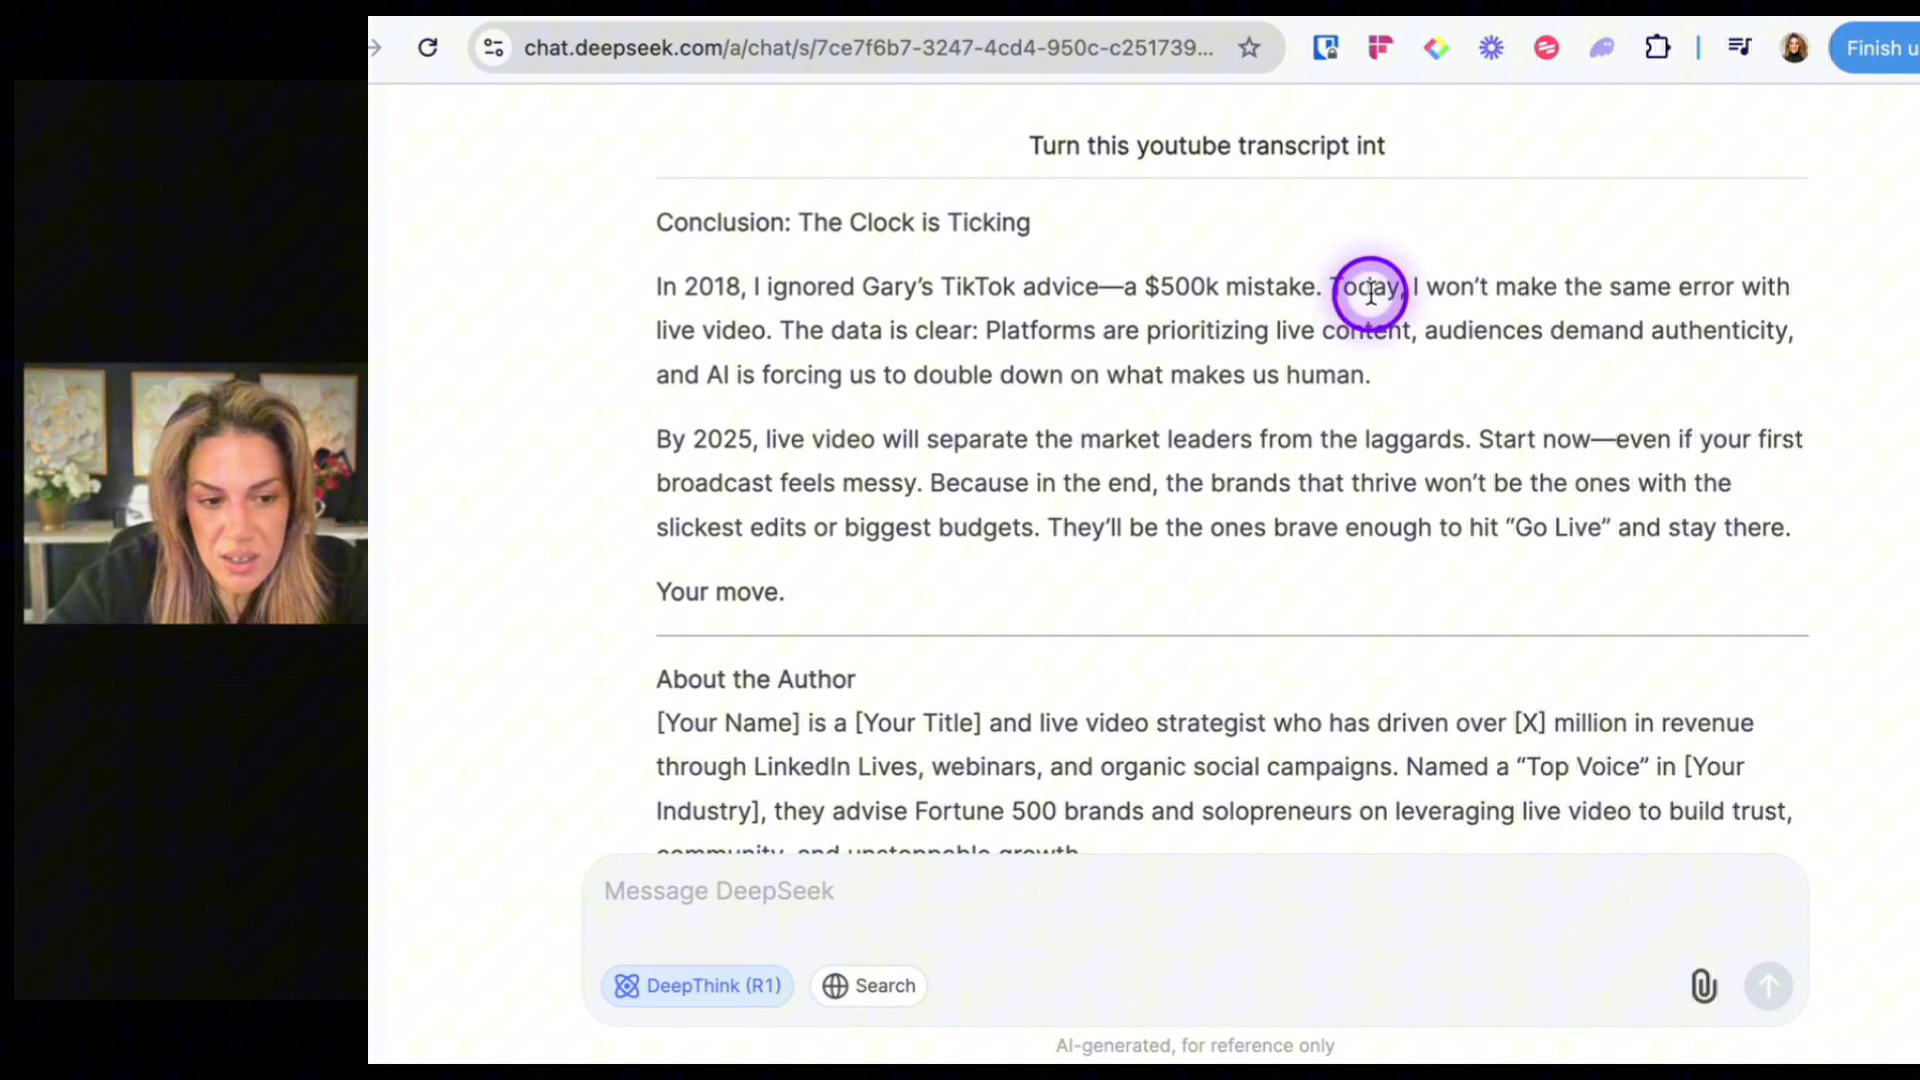 chat.deepseek.com/a/chat/s/7ce7f6b7-3247-4cd4-950c-c251739...
Finish u
Turn this youtube transcript int
Conclusion: The Clock is Ticking
In 2018, I ignored Gary’s TikTok advice—a $500k mistake. Today, I won’t make the same error with
live video. The data is clear: Platforms are prioritizing live content, audiences demand authenticity,
and AI is forcing us to double down on what makes us human.
By 2025, live video will separate the market leaders from the laggards. Start now—even if your first
broadcast feels messy. Because in the end, the brands that thrive won’t be the ones with the
slickest edits or biggest budgets. They’ll be the ones brave enough to hit “Go Live” and stay there.
Your move.
About the Author
[Your Name] is a [Your Title] and live video strategist who has driven over [X] million in revenue
through LinkedIn Lives, webinars, and organic social campaigns. Named a “Top Voice” in [Your
Industry], they advise Fortune 500 brands and solopreneurs on leveraging live video to build trust,
community, and unstoppable growth.
Message DeepSeek
DeepThink (R1)
Search
AI-generated, for reference only